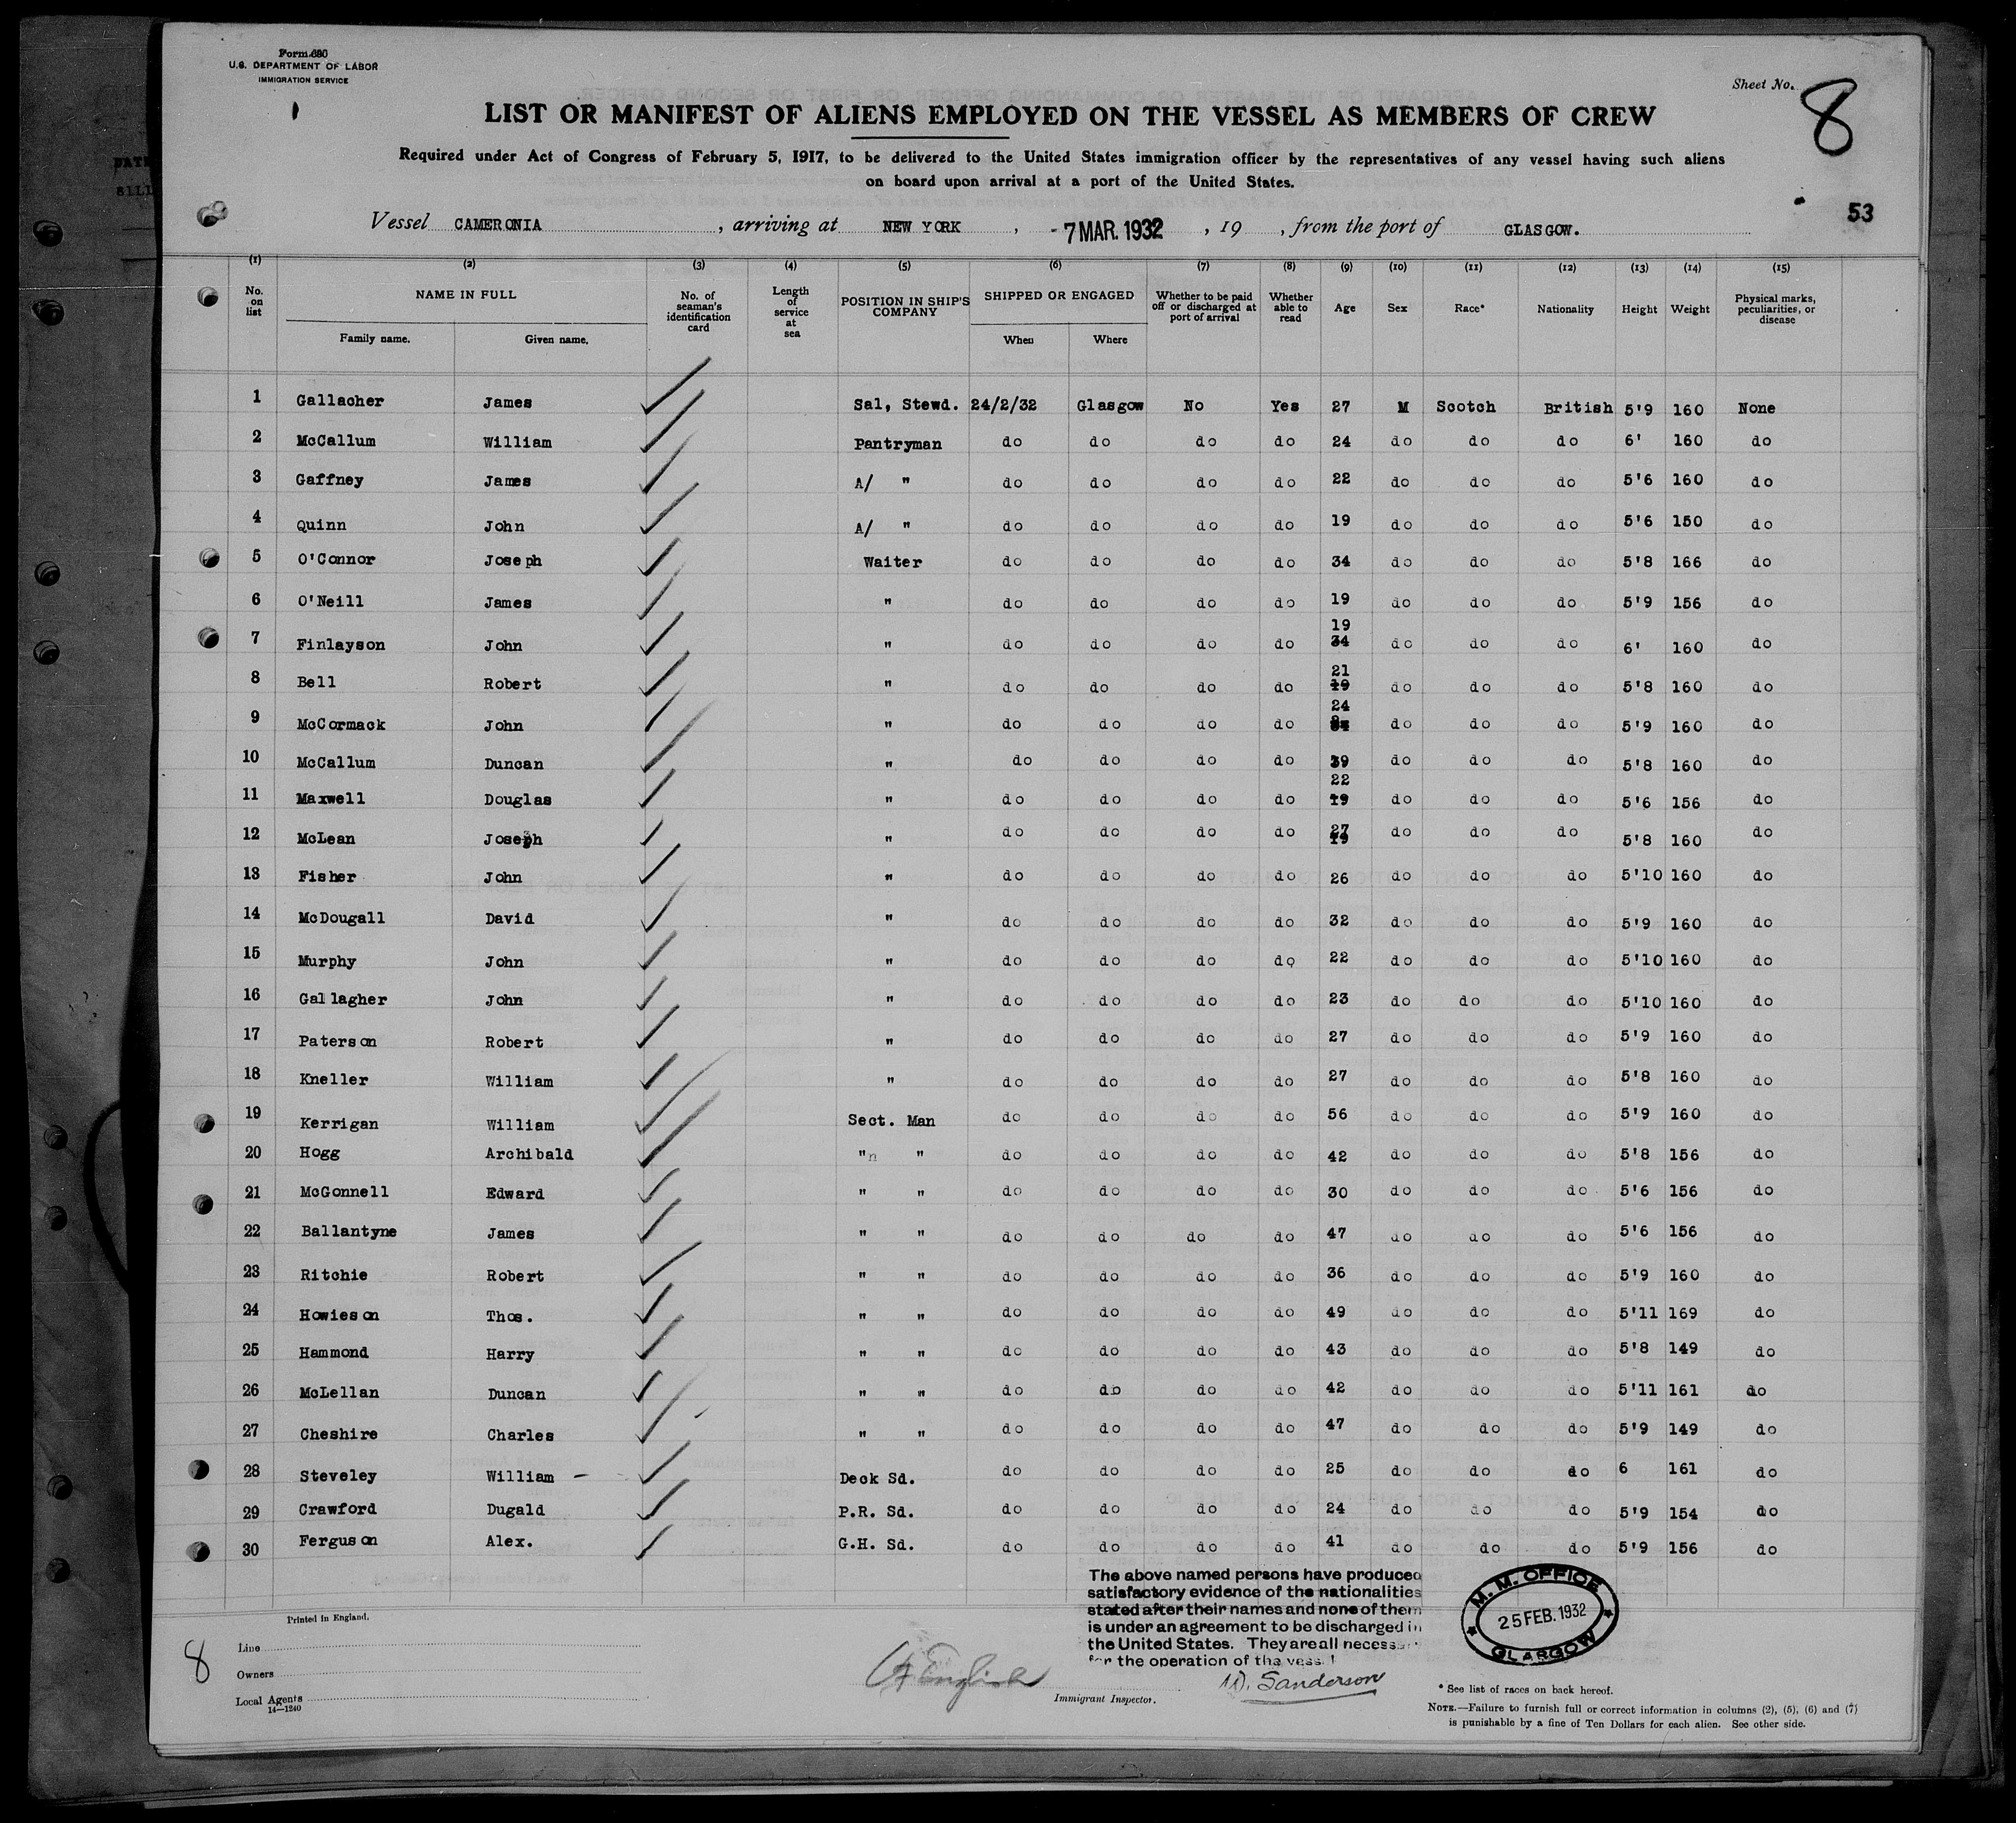 Form 680
U.S. DEPARTMENT OF LABOR
IMMIGRATION SERVICE
Sheet No. 8
LIST OR MANIFEST OF ALIENS EMPLOYED ON THE VESSEL AS MEMBERS OF CREW
Required under Act of Congress of February 5, 1917, to be delivered to the United States immigration officer by the representatives of any vessel having such aliens
on board upon arrival at a port of the United States.
53
Vessel CAMERONIA, arriving at NEW YORK, -7 MAR. 1932, 19 , from the port of GLASGOW.
(1) (2) (3) (4) (5) (6) (7) (8) (9) (10) (11) (12) (13) (14) (15)
No. on list NAME IN FULL Family name. Given name. No. of seaman's identification card Length of service at sea POSITION IN SHIP'S COMPANY SHIPPED OR ENGAGED When Where Whether to be paid off or discharged at port of arrival Whether able to read Age Sex Race* Nationality Height Weight Physical marks, peculiarities, or disease
1 Gallacher James Sal, Stewd. 24/2/32 Glasgow No Yes 27 M Scotch British 5'9 160 None
2 McCallum William Pantryman do do do do 24 do do do 6' 160 do
3 Gaffney James A/ " do do do do 22 do do do 5'6 160 do
4 Quinn John A/ " do do do do 19 do do do 5'6 150 do
5 O'Connor Joseph Waiter do do do do 34 do do do 5'8 166 do
6 O'Neill James " do do do do 19 do do do 5'9 156 do
7 Finlayson John " do do do do 19 34 do do do 6' 160 do
8 Bell Robert " do do do do 21 19 do do do 5'8 160 do
9 McCormack John " do do do do 24 do do do 5'9 160 do
10 McCallum Duncan " do do do do 39 do do do 5'8 160 do
11 Maxwell Douglas " do do do do 22 19 do do do 5'6 156 do
12 McLean Joseph " do do do do 27 19 do do do 5'8 160 do
13 Fisher John " do do do do 26 do do do 5'10 160 do
14 McDougall David " do do do do 32 do do do 5'9 160 do
15 Murphy John " do do do do 22 do do do 5'10 160 do
16 Gallagher John " do do do do 23 do do do 5'10 160 do
17 Paterson Robert " do do do do 27 do do do 5'9 160 do
18 Kneller William " do do do do 27 do do do 5'8 160 do
19 Kerrigan William Sect. Man do do do do 56 do do do 5'9 160 do
20 Hogg Archibald " " do do do do 42 do do do 5'8 156 do
21 McGonnell Edward " " do do do do 30 do do do 5'6 156 do
22 Ballantyne James " " do do do do 47 do do do 5'6 156 do
23 Ritchie Robert " " do do do do 36 do do do 5'9 160 do
24 Howieson Thos. " " do do do do 49 do do do 5'11 169 do
25 Hammond Harry " " do do do do 43 do do do 5'8 149 do
26 McLellan Duncan " " do do do do 42 do do do 5'11 161 do
27 Cheshire Charles " " do do do do 47 do do do 5'9 149 do
28 Steveley William - Deck Sd. do do do do 25 do do do 6 161 do
29 Crawford Dugald P.R. Sd. do do do do 24 do do do 5'9 154 do
30 Ferguson Alex. G.H. Sd. do do do do 41 do do do 5'9 156 do
The above named persons have produced
satisfactory evidence of the nationalities
stated after their names and none of them
is under an agreement to be discharged in
the United States. They are all necess
for the operation of the vess
M. M. OFFICE
25 FEB. 1932
GLASGOW
Printed in England.
8
Line
Owners
Local Agents
14—1240
English
Immigrant Inspector.
W. Sanderson
* See list of races on back hereof.
NOTE.—Failure to furnish full or correct information in columns (2), (5), (6) and (7)
is punishable by a fine of Ten Dollars for each alien. See other side.